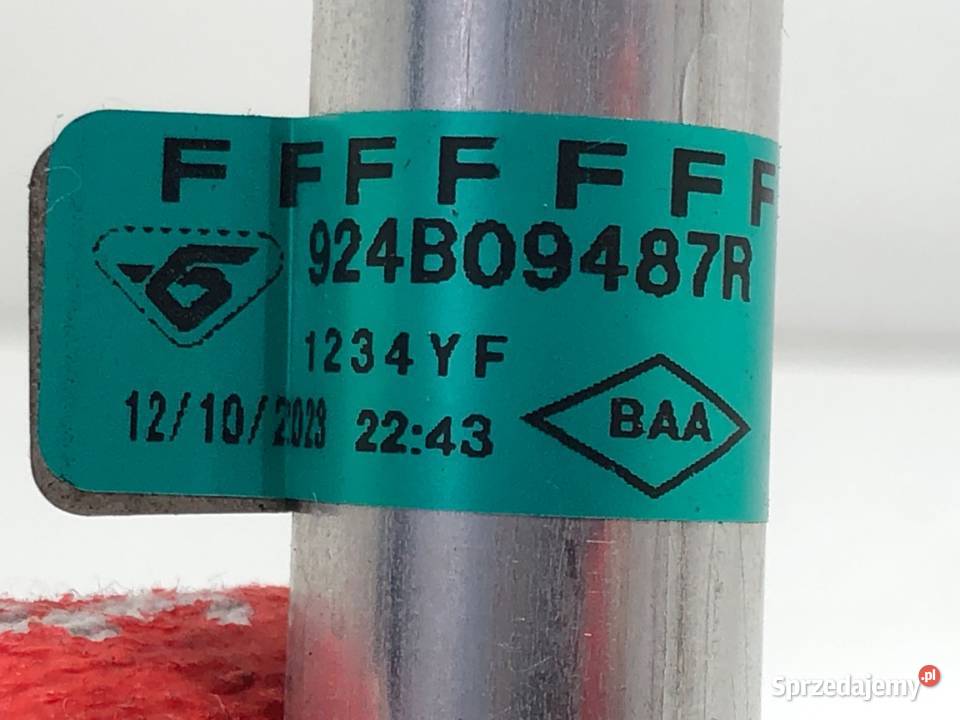 F F F F F F F
924B09487R
1234YF
12/10/2023 22:43
BAA
Sprzedajemy.pl